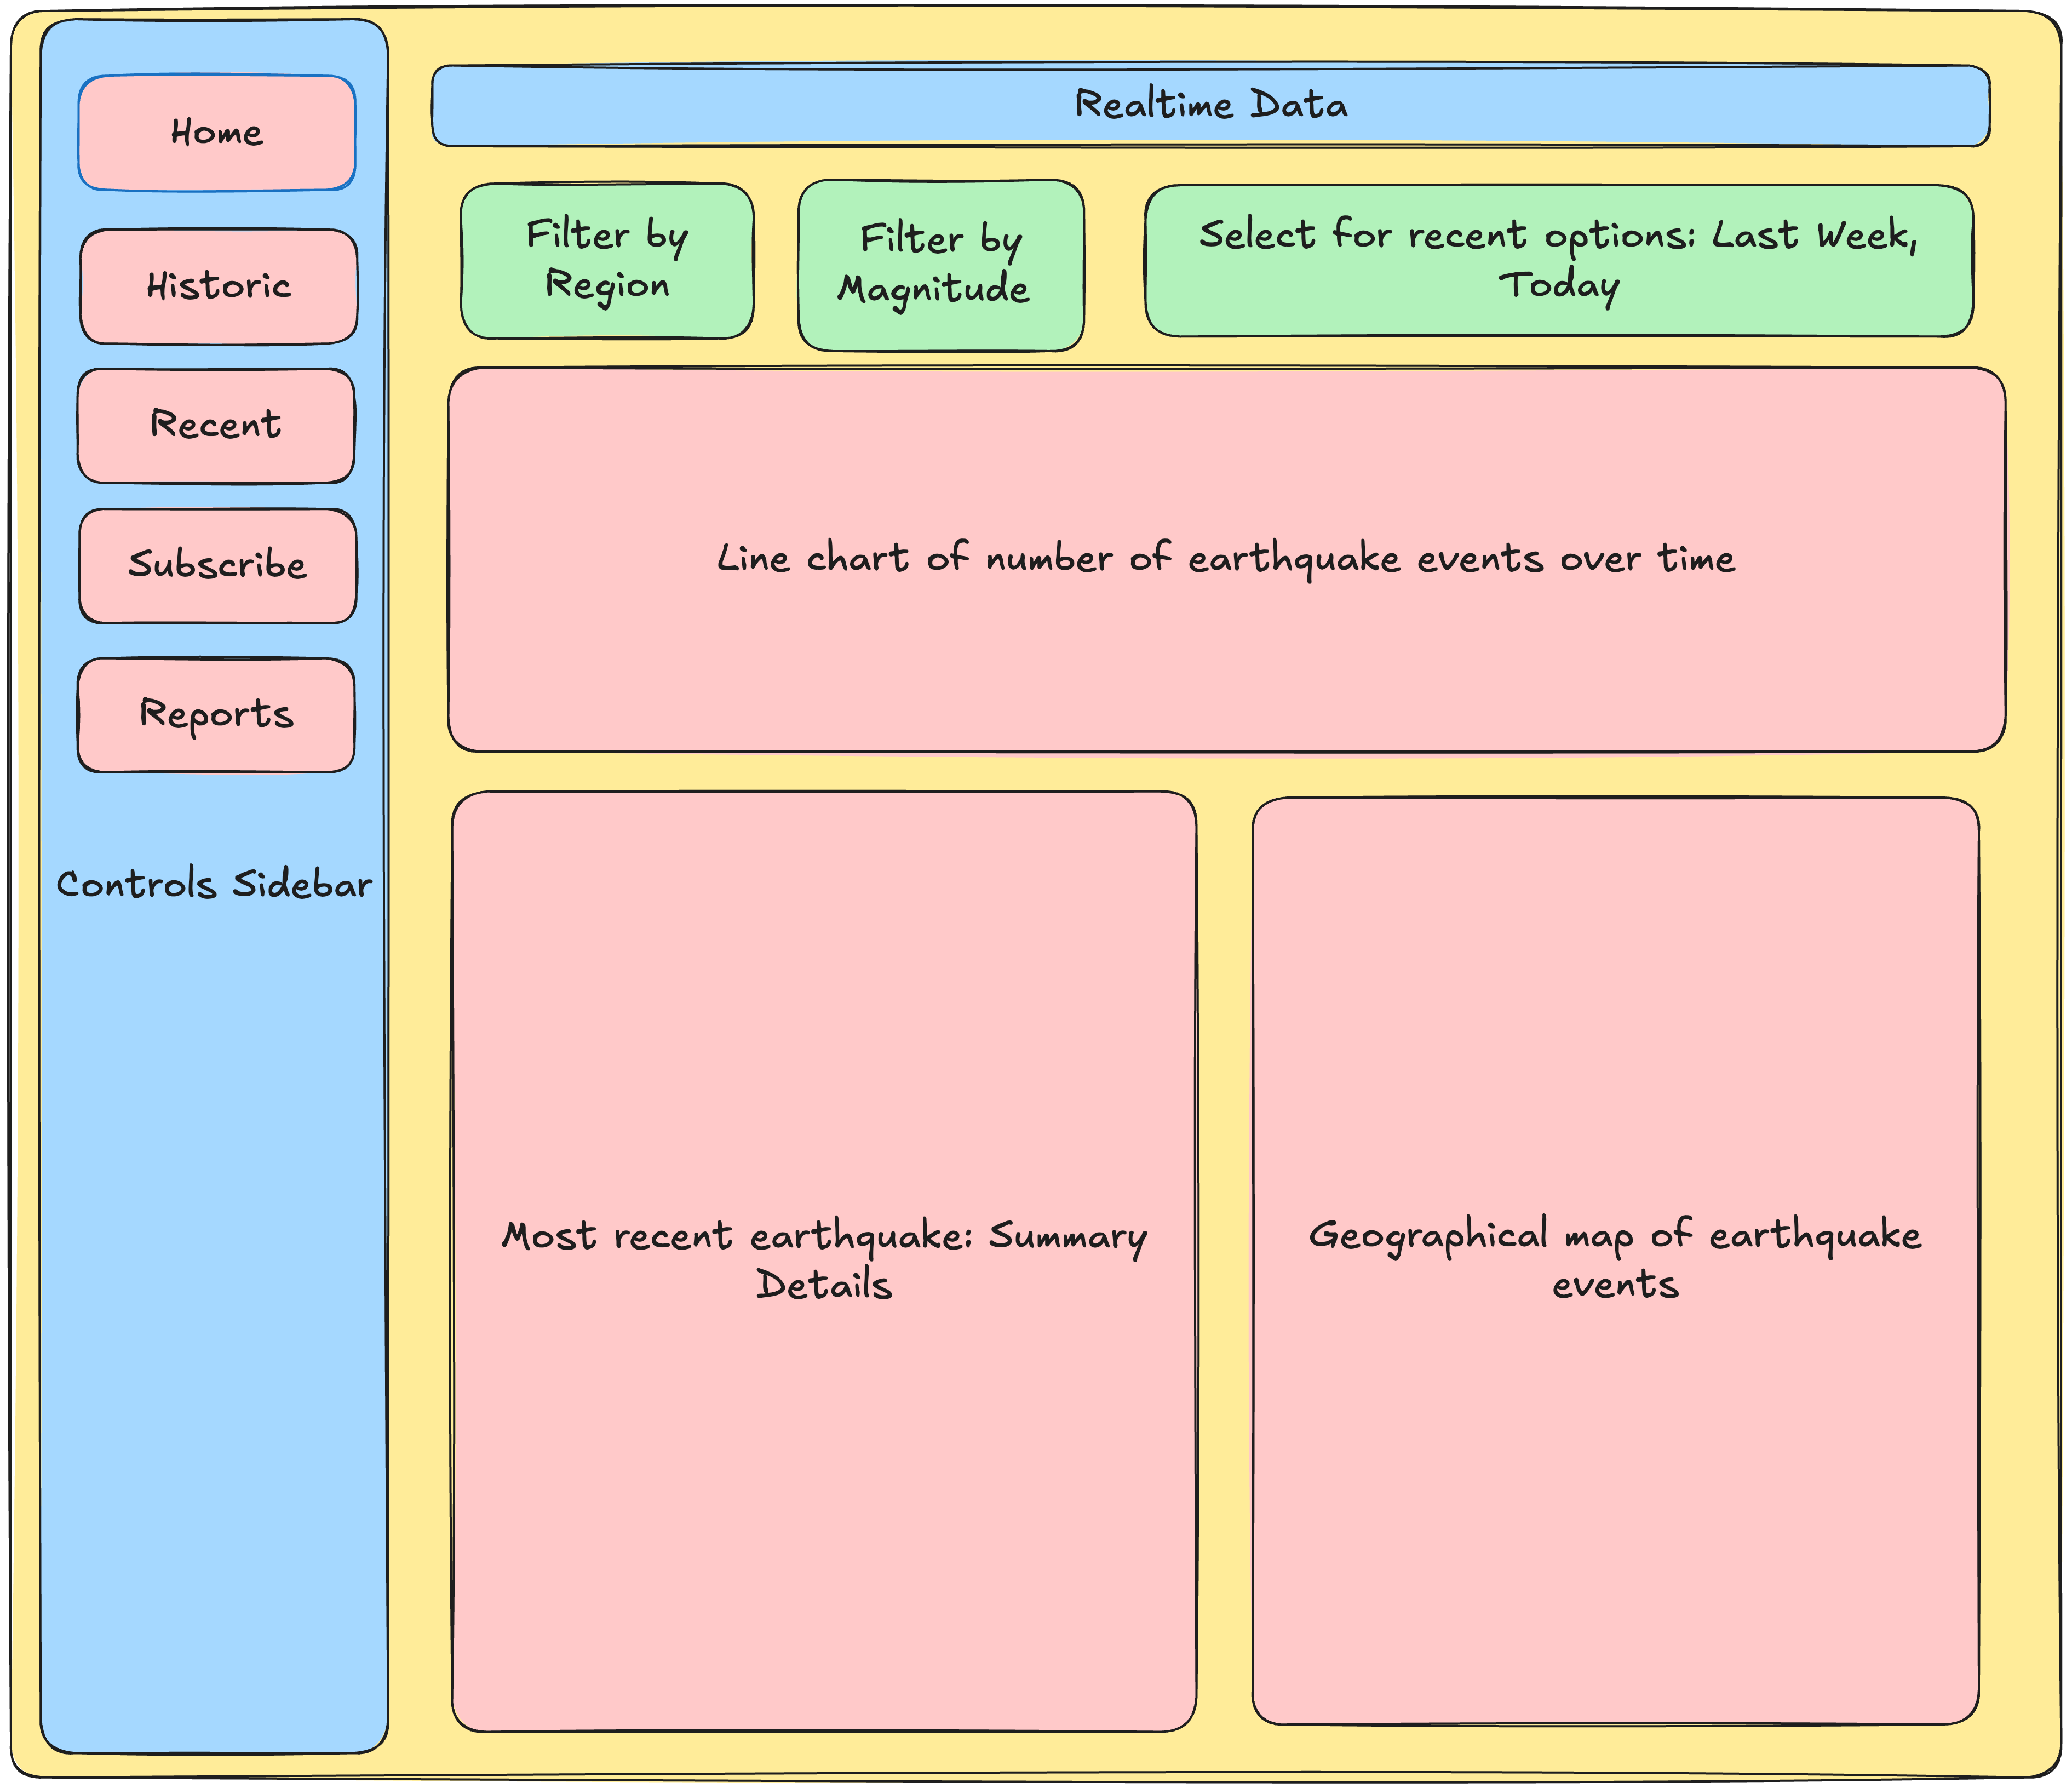 Home
Historic
Recent
Subscribe
Reports
Controls Sidebar
Realtime Data
Filter by
Region
Filter by
Magnitude
Select for recent options: Last Week,
Today
Line chart of number of earthquake events over time
Most recent earthquake: Summary
Details
Geographical map of earthquake
events